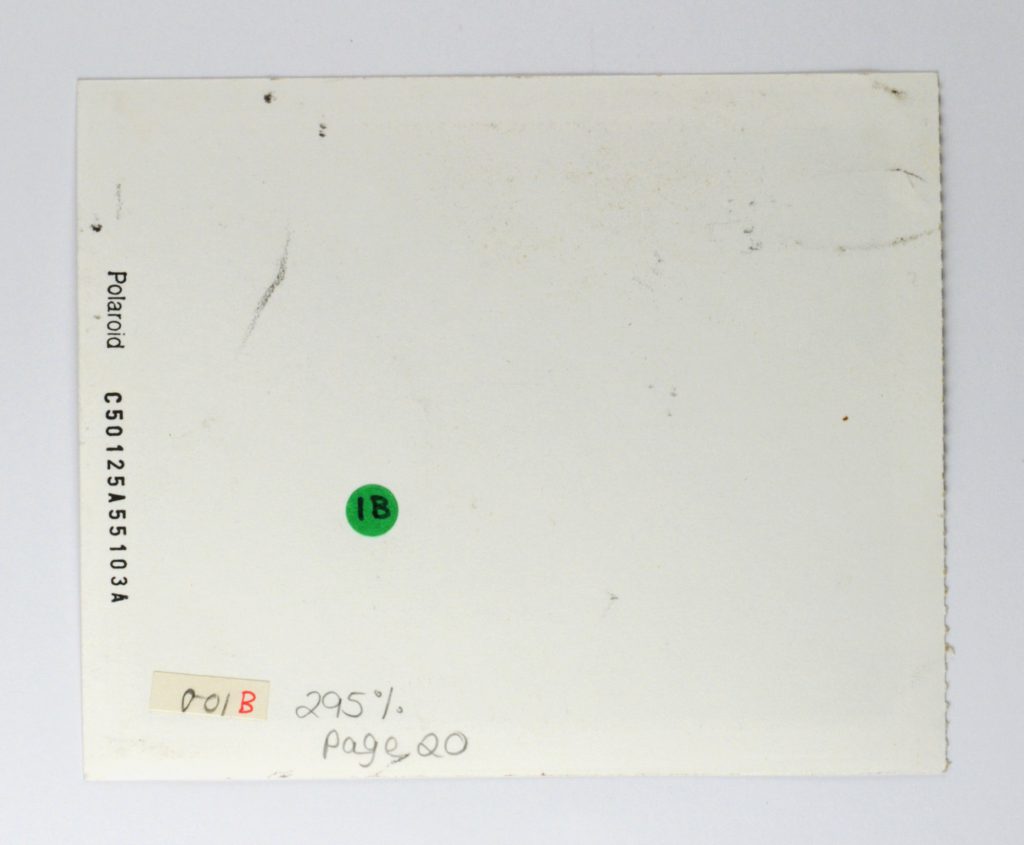 Polaroid C50125A55103A
1B
001B
295%
Page 20